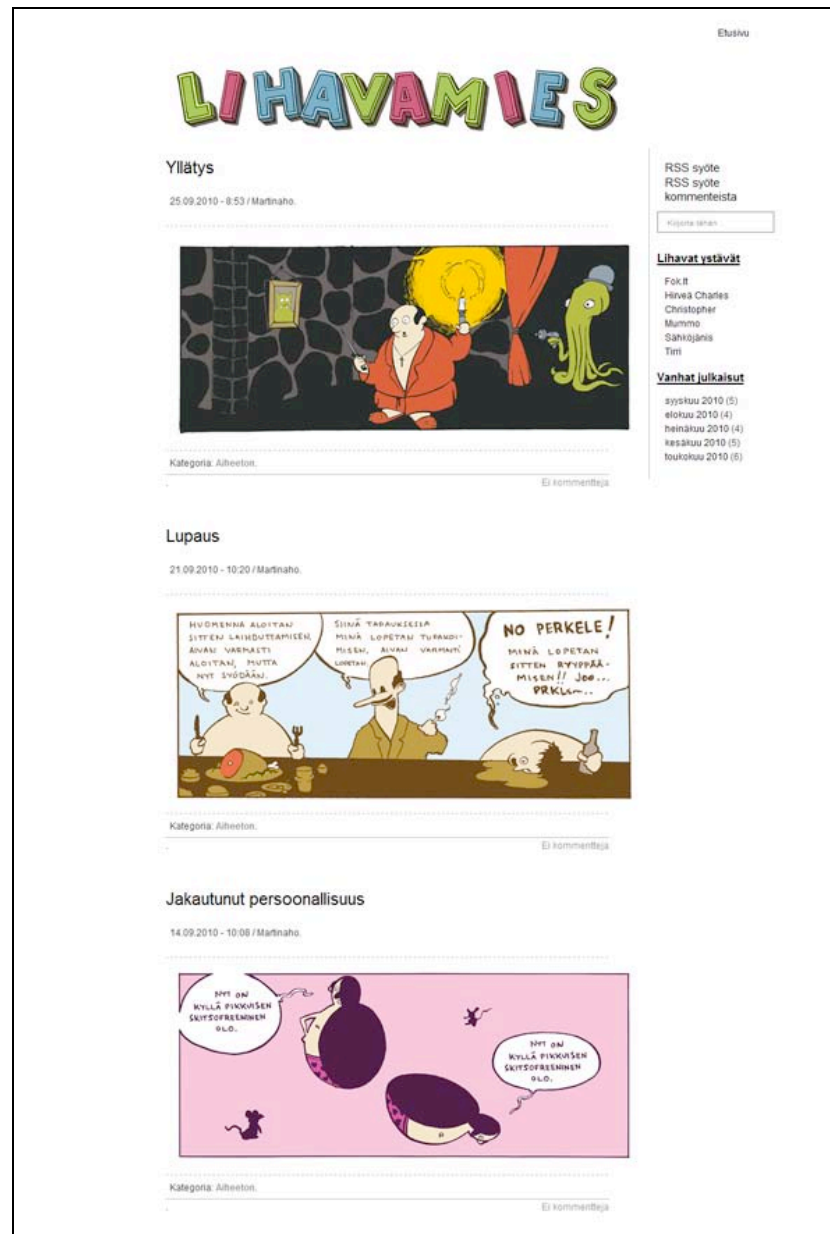 Etusivu
LIHAVAMIES
Yllätys
25.09.2010 - 8:53 / Martinaho.
Kategoria: Aiheeton.
.
Ei kommentteja
RSS syöte
RSS syöte
kommenteista
Kirjoita tähän
Lihavat ystävät
Fok.it
Hirveä Charles
Christopher
Mummo
Sähköjänis
Tirri
Vanhat julkaisut
syyskuu 2010 (5)
elokuu 2010 (4)
heinäkuu 2010 (4)
kesäkuu 2010 (5)
toukokuu 2010 (6)
Lupaus
21.09.2010 - 10:20 / Martinaho.
HUOMENNA ALOITAN
SITTEN LAIHDUTTAMISEN,
AIVAN VARMASTI
ALOITAN, MUTTA
NYT SYÖDÄÄN.
SIINÄ TAPAUKSESSA
MINÄ LOPETAN TUPAKOI-
MISEN, AIVAN VARMASTI
LOPETAN.
NO PERKELE!
MINÄ LOPETAN
SITTEN RYYPPÄÄ-
MISEN!! JOO...
PRKL~..
Kategoria: Aiheeton.
.
Ei kommentteja
Jakautunut persoonallisuus
14.09.2010 - 10:08 / Martinaho.
NYT ON
KYLLÄ PIKKUISEN
SKITSOFREENINEN
OLO.
NYT ON
KYLLÄ PIKKUISEN
SKITSOFREENINEN
OLO.
Kategoria: Aiheeton.
.
Ei kommentteja